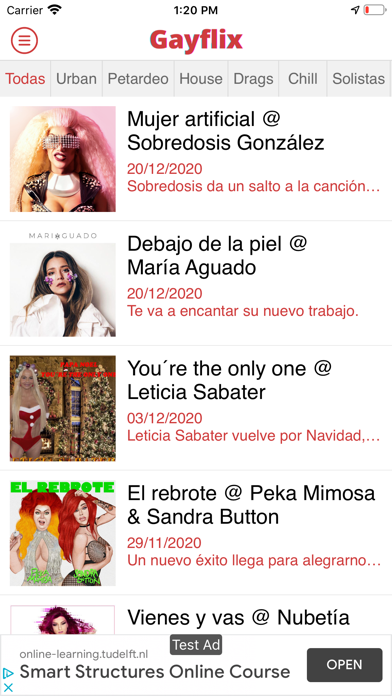 Carrier 1:20 PM
Gayflix
Todas Urban Petardeo House Drags Chill Solistas
Mujer artificial @
Sobredosis González
20/12/2020
Sobredosis da un salto a la canción...
MARI AGUADO
Debajo de la piel @
María Aguado
20/12/2020
Te va a encantar su nuevo trabajo.
You´re the only one @
Leticia Sabater
03/12/2020
Leticia Sabater vuelve por Navidad,...
EL REBROTE
El rebrote @ Peka Mimosa
& Sandra Button
29/11/2020
Un nuevo éxito llega para alegrarno...
Vienes y vas @ Nubetía
Test Ad
online-learning.tudelft.nl
Smart Structures Online Course
OPEN